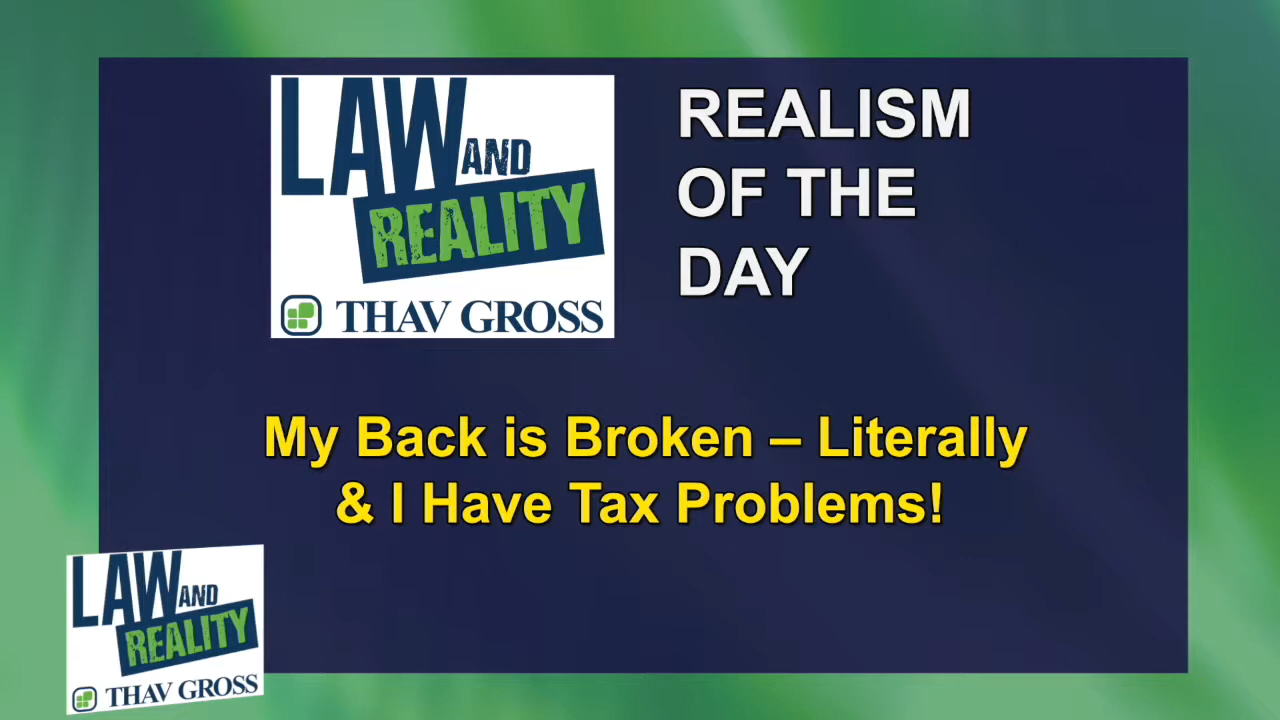 LAW AND
REALITY
THAV GROSS
REALISM
OF THE
DAY
My Back is Broken – Literally
& I Have Tax Problems!
LAW AND
REALITY
THAV GROSS